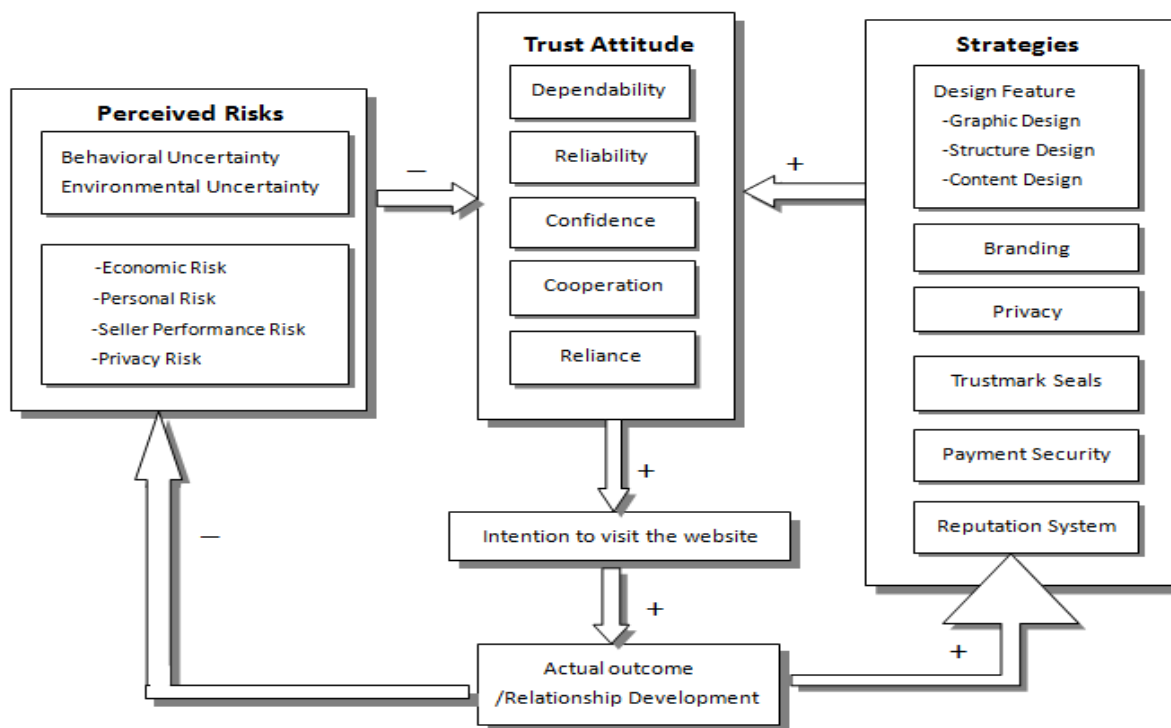 Perceived Risks
Behavioral Uncertainty
Environmental Uncertainty
-Economic Risk
-Personal Risk
-Seller Performance Risk
-Privacy Risk
–
Trust Attitude
Dependability
Reliability
Confidence
Cooperation
Reliance
+
Strategies
Design Feature
-Graphic Design
-Structure Design
-Content Design
Branding
Privacy
Trustmark Seals
Payment Security
Reputation System
+
Intention to visit the website
+
Actual outcome
/Relationship Development
–
+